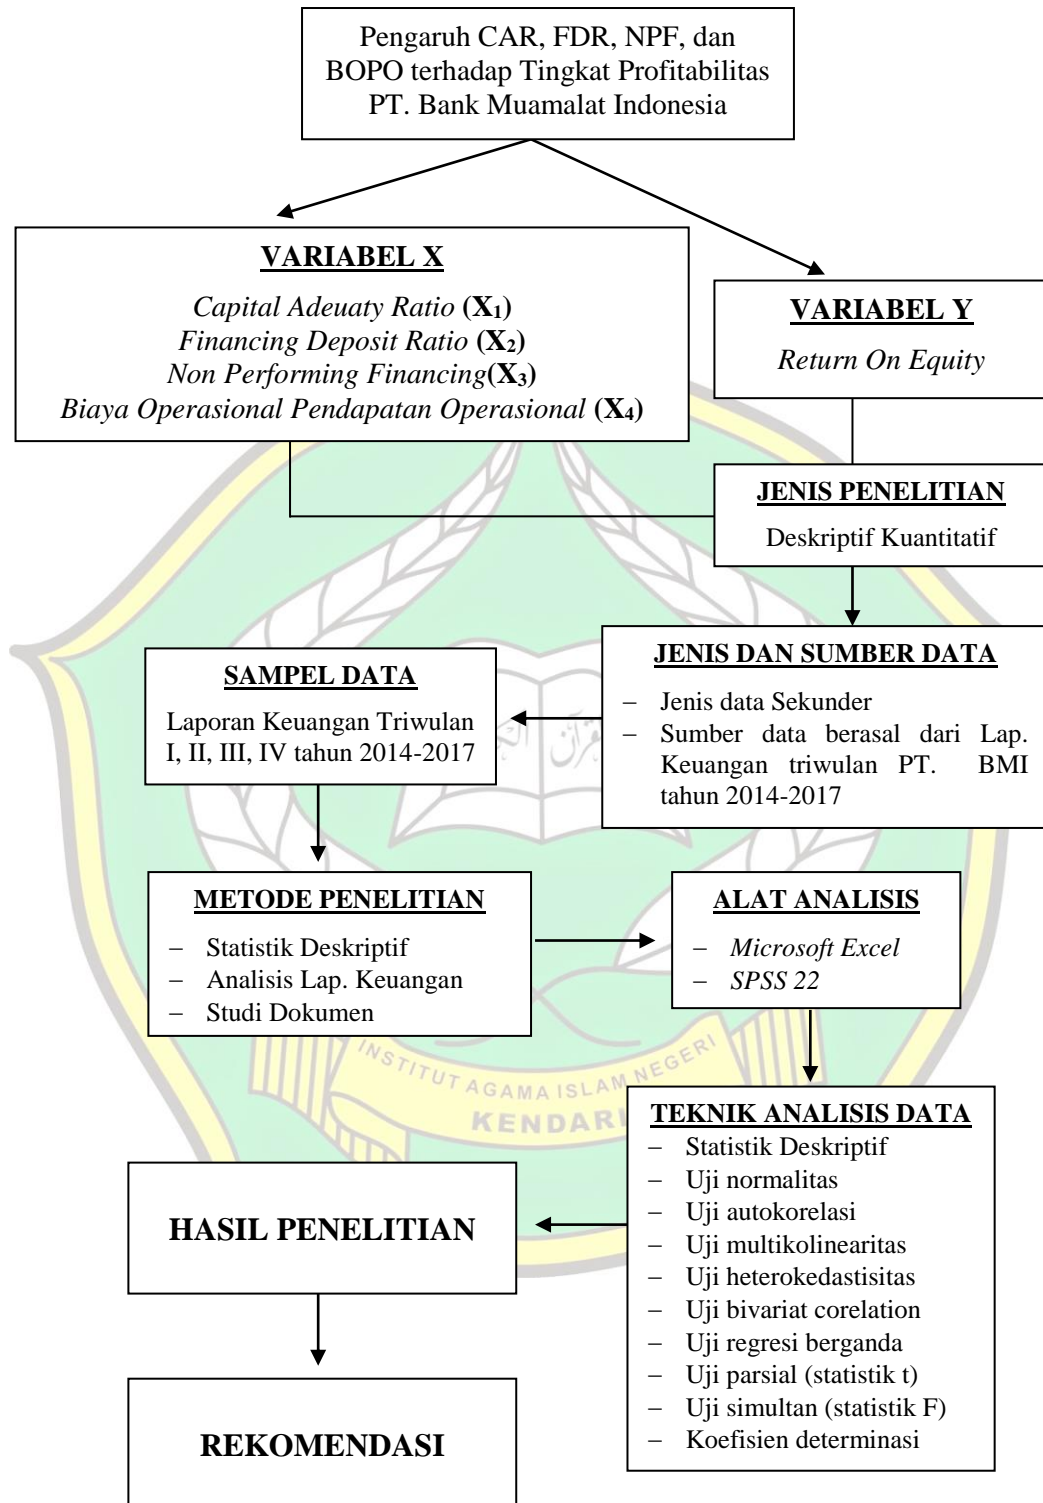 Pengaruh CAR, FDR, NPF, dan
BOPO terhadap Tingkat Profitabilitas
PT. Bank Muamalat Indonesia
VARIABEL X
Capital Adeuaty Ratio (X₁)
Financing Deposit Ratio (X₂)
Non Performing Financing(X₃)
Biaya Operasional Pendapatan Operasional (X₄)
VARIABEL Y
Return On Equity
JENIS PENELITIAN
Deskriptif Kuantitatif
JENIS DAN SUMBER DATA
– Jenis data Sekunder
– Sumber data berasal dari Lap.
Keuangan triwulan PT. BMI
tahun 2014-2017
SAMPEL DATA
Laporan Keuangan Triwulan
I, II, III, IV tahun 2014-2017
METODE PENELITIAN
– Statistik Deskriptif
– Analisis Lap. Keuangan
– Studi Dokumen
ALAT ANALISIS
– Microsoft Excel
– SPSS 22
INSTITUT AGAMA ISLAM NEGERI
KENDARI
TEKNIK ANALISIS DATA
– Statistik Deskriptif
– Uji normalitas
– Uji autokorelasi
– Uji multikolinearitas
– Uji heterokedastisitas
– Uji bivariat corelation
– Uji regresi berganda
– Uji parsial (statistik t)
– Uji simultan (statistik F)
– Koefisien determinasi
HASIL PENELITIAN
REKOMENDASI